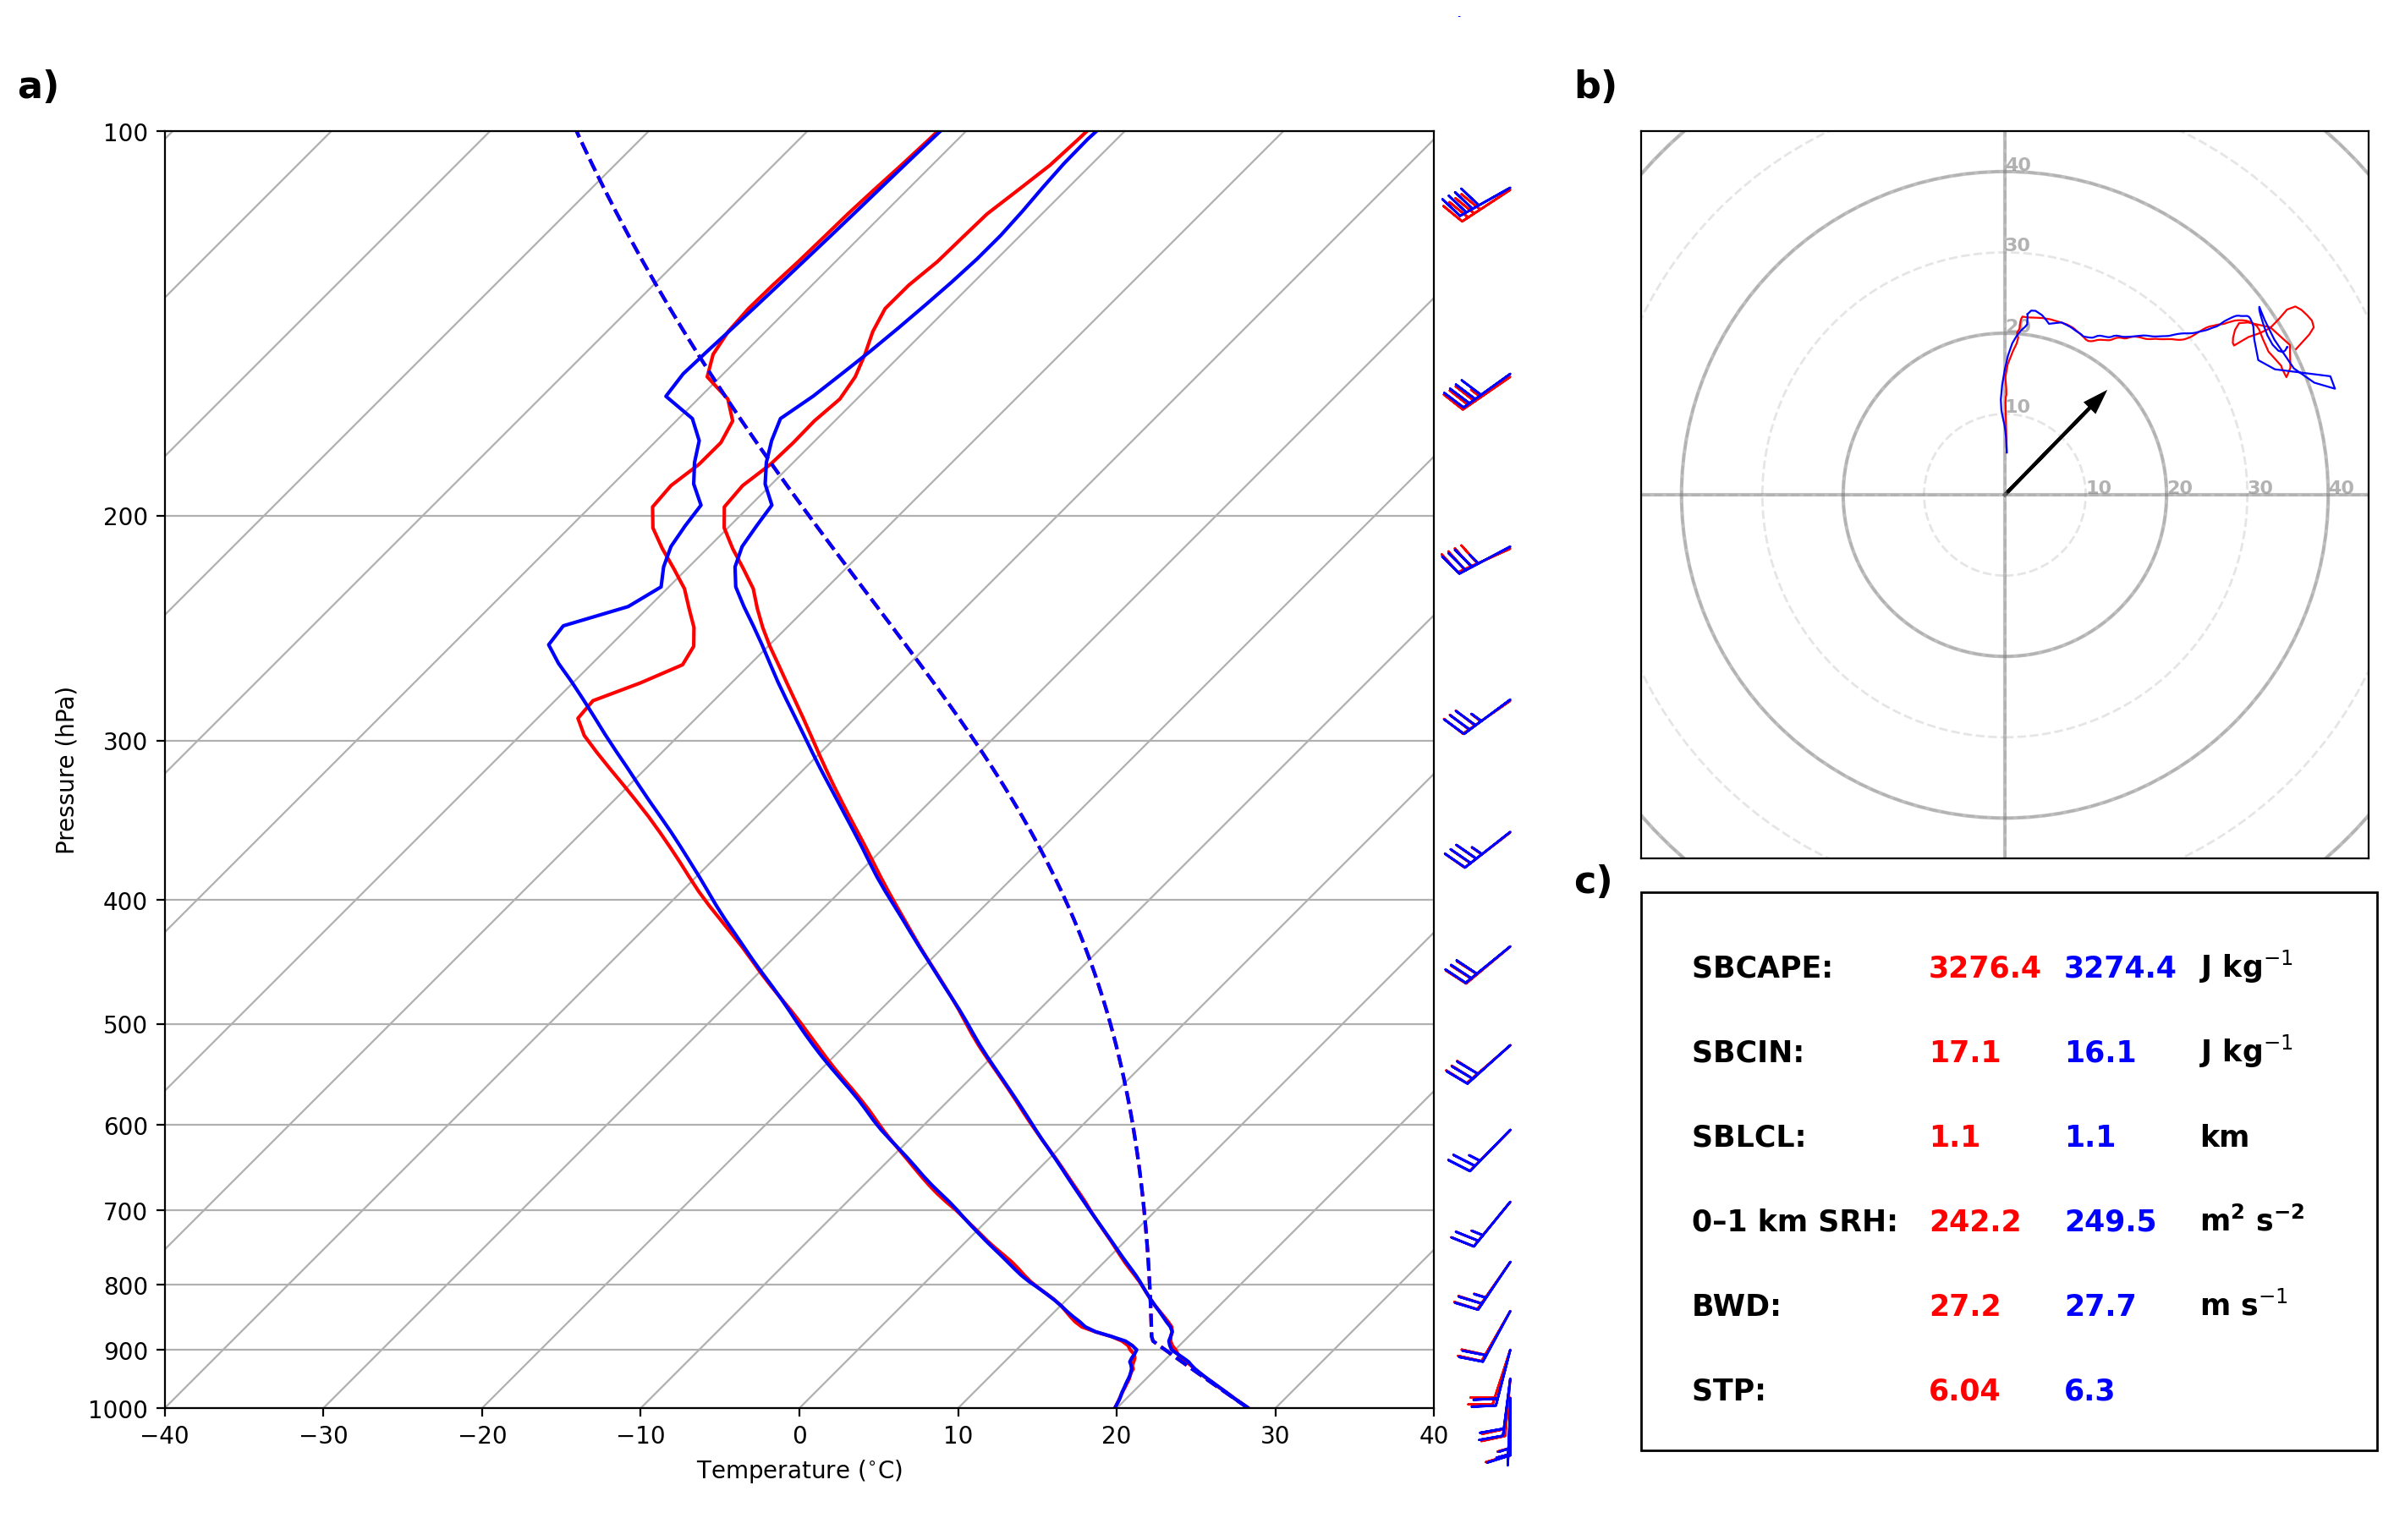 a)
b)
100
200
300
400
500
600
700
800
900
1000
Pressure (hPa)
−40 −30 −20 −10 0 10 20 30 40
Temperature (°C)
40
30
20
10
10 20 30 40
c)
SBCAPE: 3276.4 3274.4 J kg⁻¹
SBCIN: 17.1 16.1 J kg⁻¹
SBLCL: 1.1 1.1 km
0–1 km SRH: 242.2 249.5 m² s⁻²
BWD: 27.2 27.7 m s⁻¹
STP: 6.04 6.3